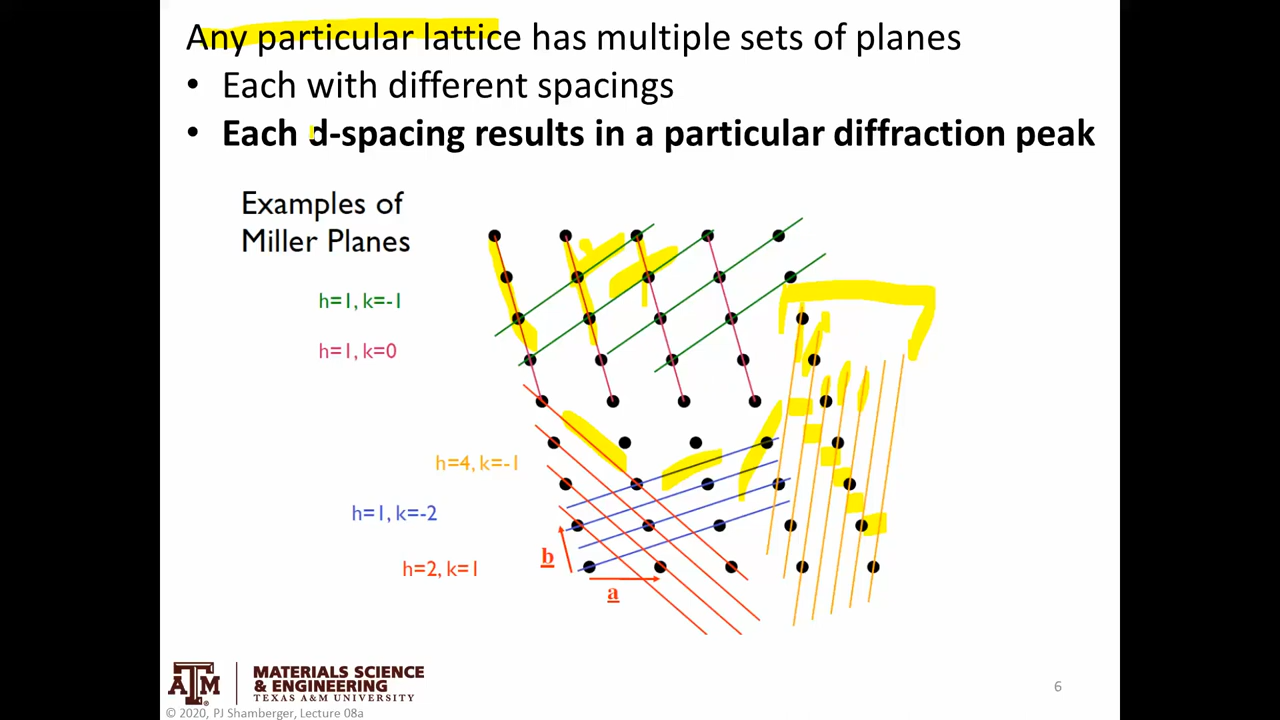 Any particular lattice has multiple sets of planes
• Each with different spacings
• Each d-spacing results in a particular diffraction peak
Examples of
Miller Planes
h=1, k=-1
h=1, k=0
h=4, k=-1
h=1, k=-2
h=2, k=1
b
a
ATM
MATERIALS SCIENCE
& ENGINEERING
TEXAS A&M UNIVERSITY
© 2020, PJ Shamberger, Lecture 08a
6